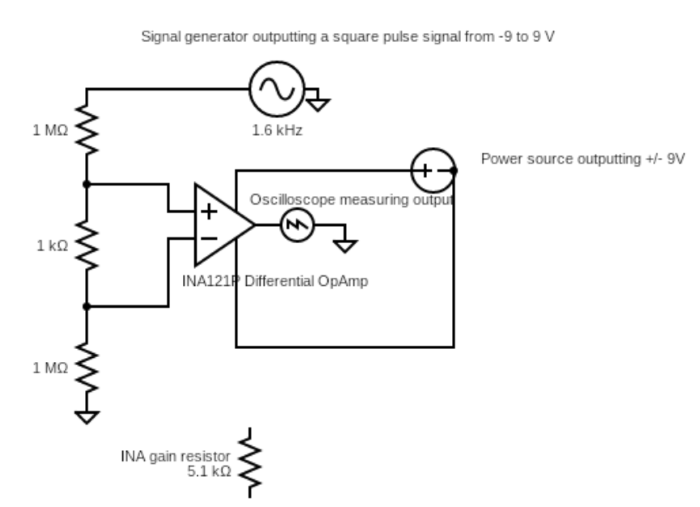 Signal generator outputting a square pulse signal from -9 to 9 V
1 MΩ
1.6 kHz
Power source outputting +/- 9V
Oscilloscope measuring output
1 kΩ
INA121P Differential OpAmp
1 MΩ
INA gain resistor
5.1 kΩ